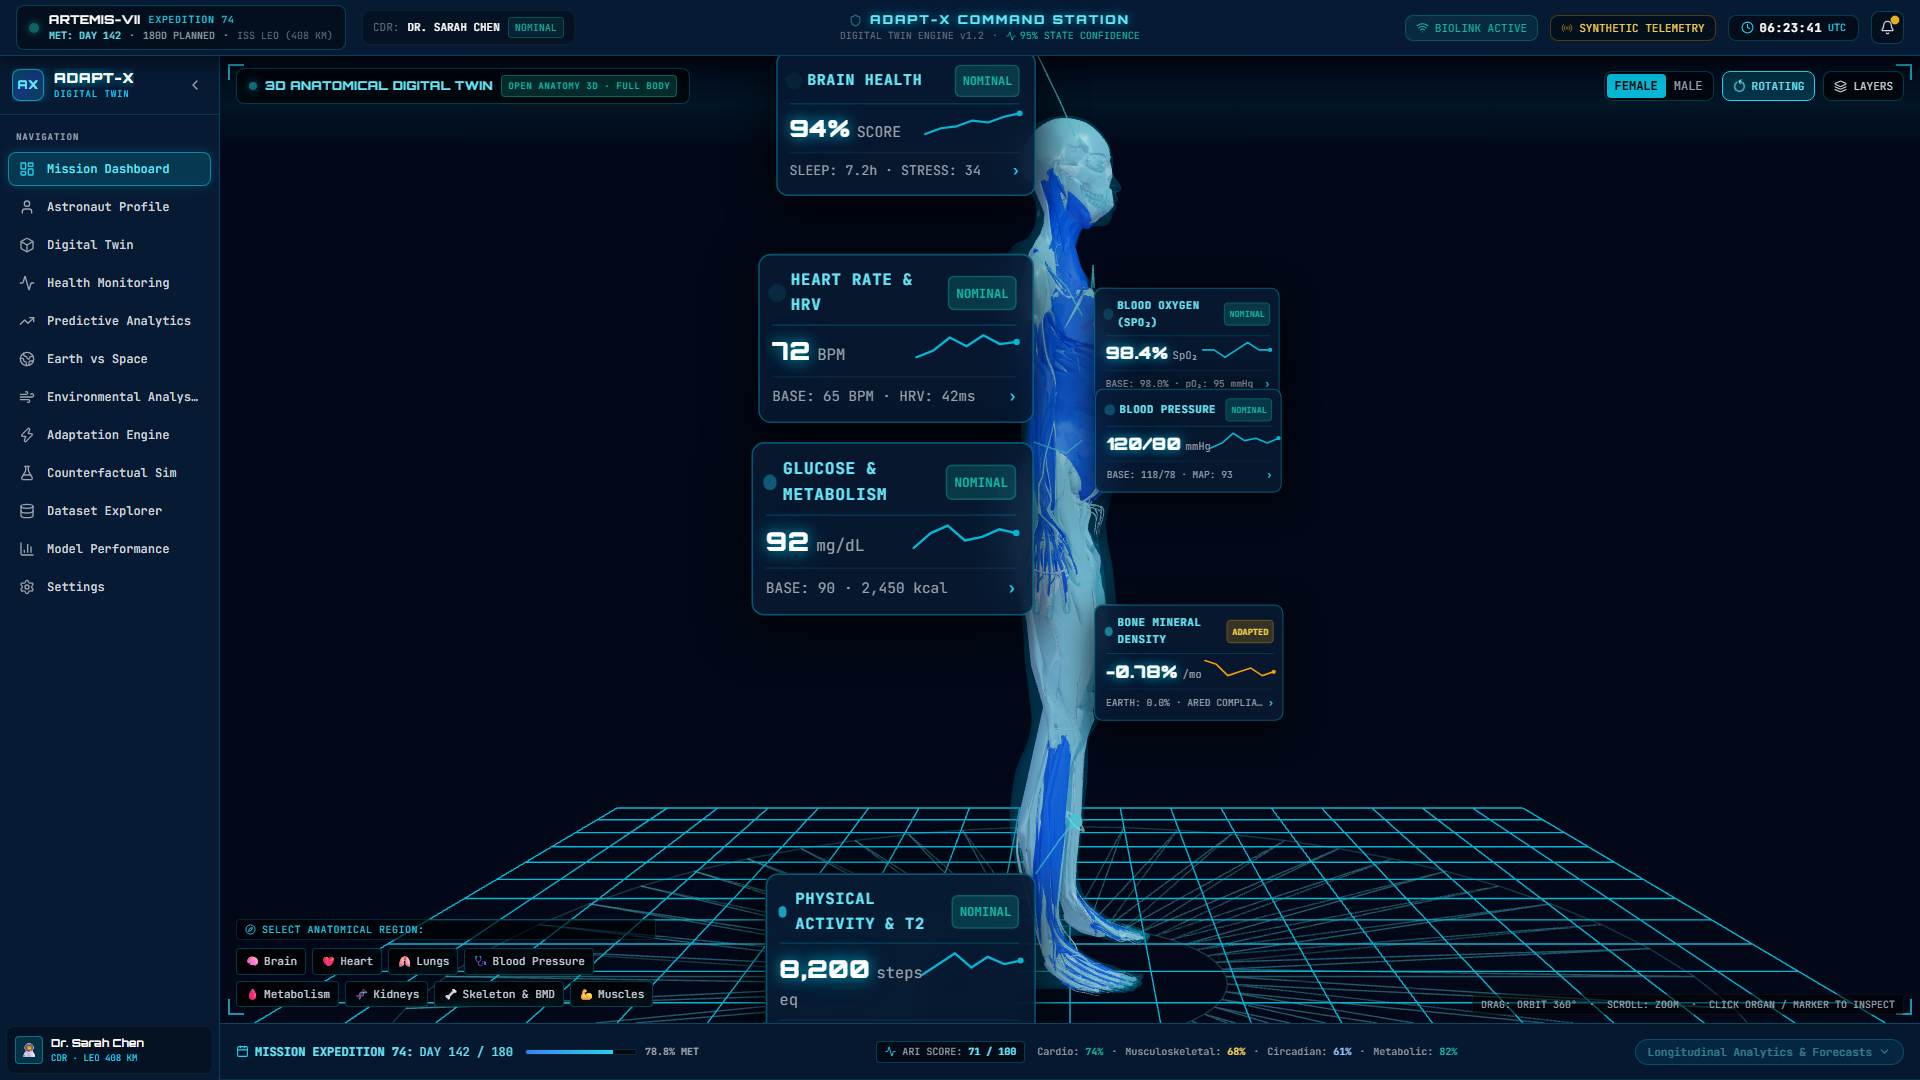 ARTEMIS-VII EXPEDITION 74
MET: DAY 142 · 180D PLANNED · ISS LEO (408 KM)
CDR: DR. SARAH CHEN NOMINAL
ADAPT-X COMMAND STATION
DIGITAL TWIN ENGINE v1.2 · 95% STATE CONFIDENCE
BIOLINK ACTIVE
SYNTHETIC TELEMETRY
06:23:41 UTC
AX
ADAPT-X
DIGITAL TWIN
NAVIGATION
Mission Dashboard
Astronaut Profile
Digital Twin
Health Monitoring
Predictive Analytics
Earth vs Space
Environmental Analys…
Adaptation Engine
Counterfactual Sim
Dataset Explorer
Model Performance
Settings
Dr. Sarah Chen
CDR · LEO 408 KM
3D ANATOMICAL DIGITAL TWIN OPEN ANATOMY 3D · FULL BODY
FEMALE MALE
ROTATING
LAYERS
BRAIN HEALTH NOMINAL
94% SCORE
SLEEP: 7.2h · STRESS: 34 ›
HEART RATE &
HRV
NOMINAL
72 BPM
BASE: 65 BPM · HRV: 42ms ›
GLUCOSE &
METABOLISM
NOMINAL
92 mg/dL
BASE: 90 · 2,450 kcal ›
BLOOD OXYGEN
(SPO₂)
NOMINAL
98.4% SpO₂
BASE: 98.0% · pO₂: 95 mmHg ›
BLOOD PRESSURE NOMINAL
120/80 mmHg
BASE: 118/78 · MAP: 93 ›
BONE MINERAL
DENSITY
ADAPTED
-0.78% /mo
EARTH: 0.0% · ARED COMPLIA… ›
PHYSICAL
ACTIVITY & T2
NOMINAL
8,200 steps
eq
SELECT ANATOMICAL REGION:
Brain Heart Lungs Blood Pressure
Metabolism Kidneys Skeleton & BMD Muscles
DRAG: ORBIT 360° · SCROLL: ZOOM · CLICK ORGAN / MARKER TO INSPECT
MISSION EXPEDITION 74: DAY 142 / 180 78.8% MET
ARI SCORE: 71 / 100
Cardio: 74% · Musculoskeletal: 68% · Circadian: 61% · Metabolic: 82%
Longitudinal Analytics & Forecasts